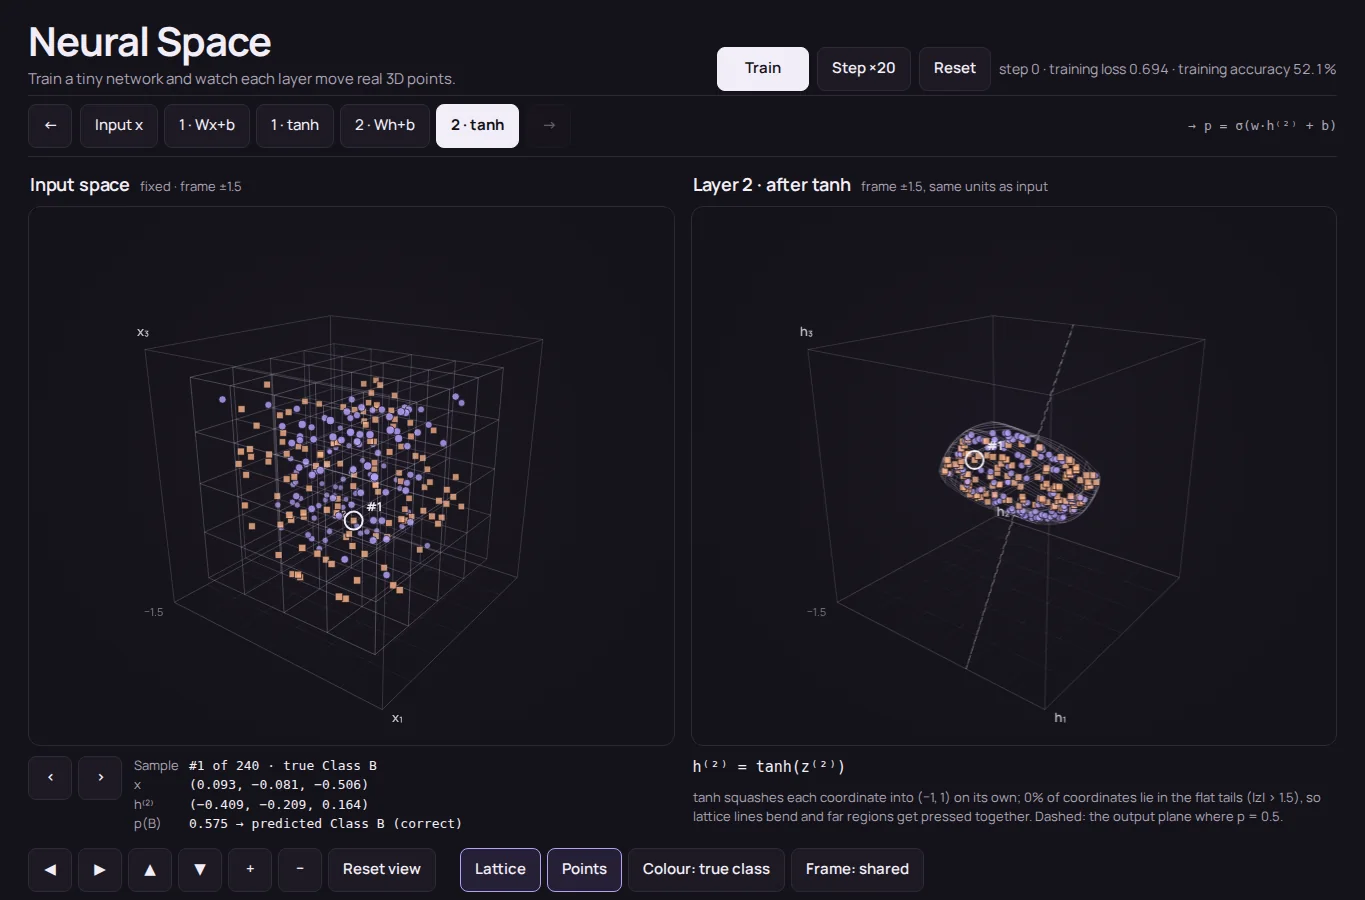 Neural Space
Train a tiny network and watch each layer move real 3D points.
Train
Step ×20
Reset
step 0 · training loss 0.694 · training accuracy 52.1%
←
Input x
1 · Wx+b
1 · tanh
2 · Wh+b
2 · tanh
→
→ p = σ(w·h⁽²⁾ + b)
Input space fixed · frame ±1.5
Layer 2 · after tanh frame ±1.5, same units as input
x₃
#1
−1.5
x₁
h₃
#1
−1.5
h₁
‹
›
Sample #1 of 240 · true Class B
x (0.093, −0.081, −0.506)
h⁽²⁾ (−0.409, −0.209, 0.164)
p(B) 0.575 → predicted Class B (correct)
h⁽²⁾ = tanh(z⁽²⁾)
tanh squashes each coordinate into (−1, 1) on its own; 0% of coordinates lie in the flat tails (|z| > 1.5), so
lattice lines bend and far regions get pressed together. Dashed: the output plane where p = 0.5.
◀
▶
▲
▼
+
−
Reset view
Lattice
Points
Colour: true class
Frame: shared